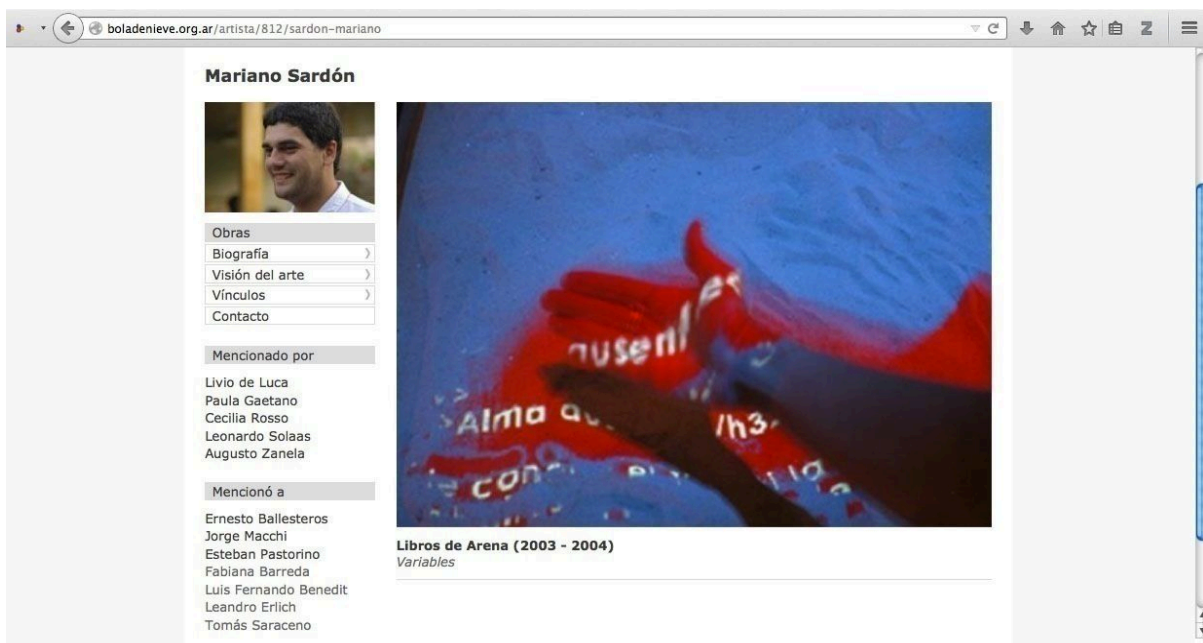 boladenieve.org.ar/artista/812/sardon-mariano
Mariano Sardón
Obras
Biografía
Visión del arte
Vínculos
Contacto
Mencionado por
Livio de Luca
Paula Gaetano
Cecilia Rosso
Leonardo Solaas
Augusto Zanela
Mencionó a
Ernesto Ballesteros
Jorge Macchi
Esteban Pastorino
Fabiana Barreda
Luis Fernando Benedit
Leandro Erlich
Tomás Saraceno
Alma
/h3
Libros de Arena (2003 - 2004)
Variables